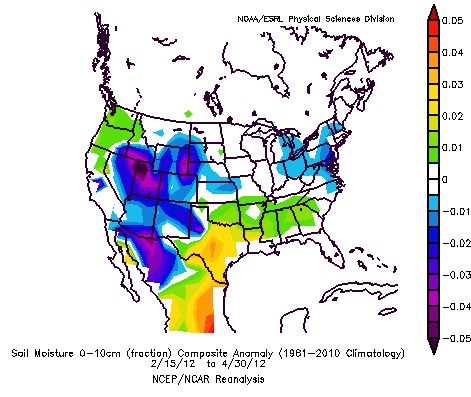 NOAA/ESRL Physical Sciences Division
0.05
0.04
0.03
0.02
0.01
0
-0.01
-0.02
-0.03
-0.04
-0.05
Soil Moisture 0-10cm (fraction) Composite Anomaly (1981-2010 Climatology)
2/15/12 to 4/30/12
NCEP/NCAR Reanalysis